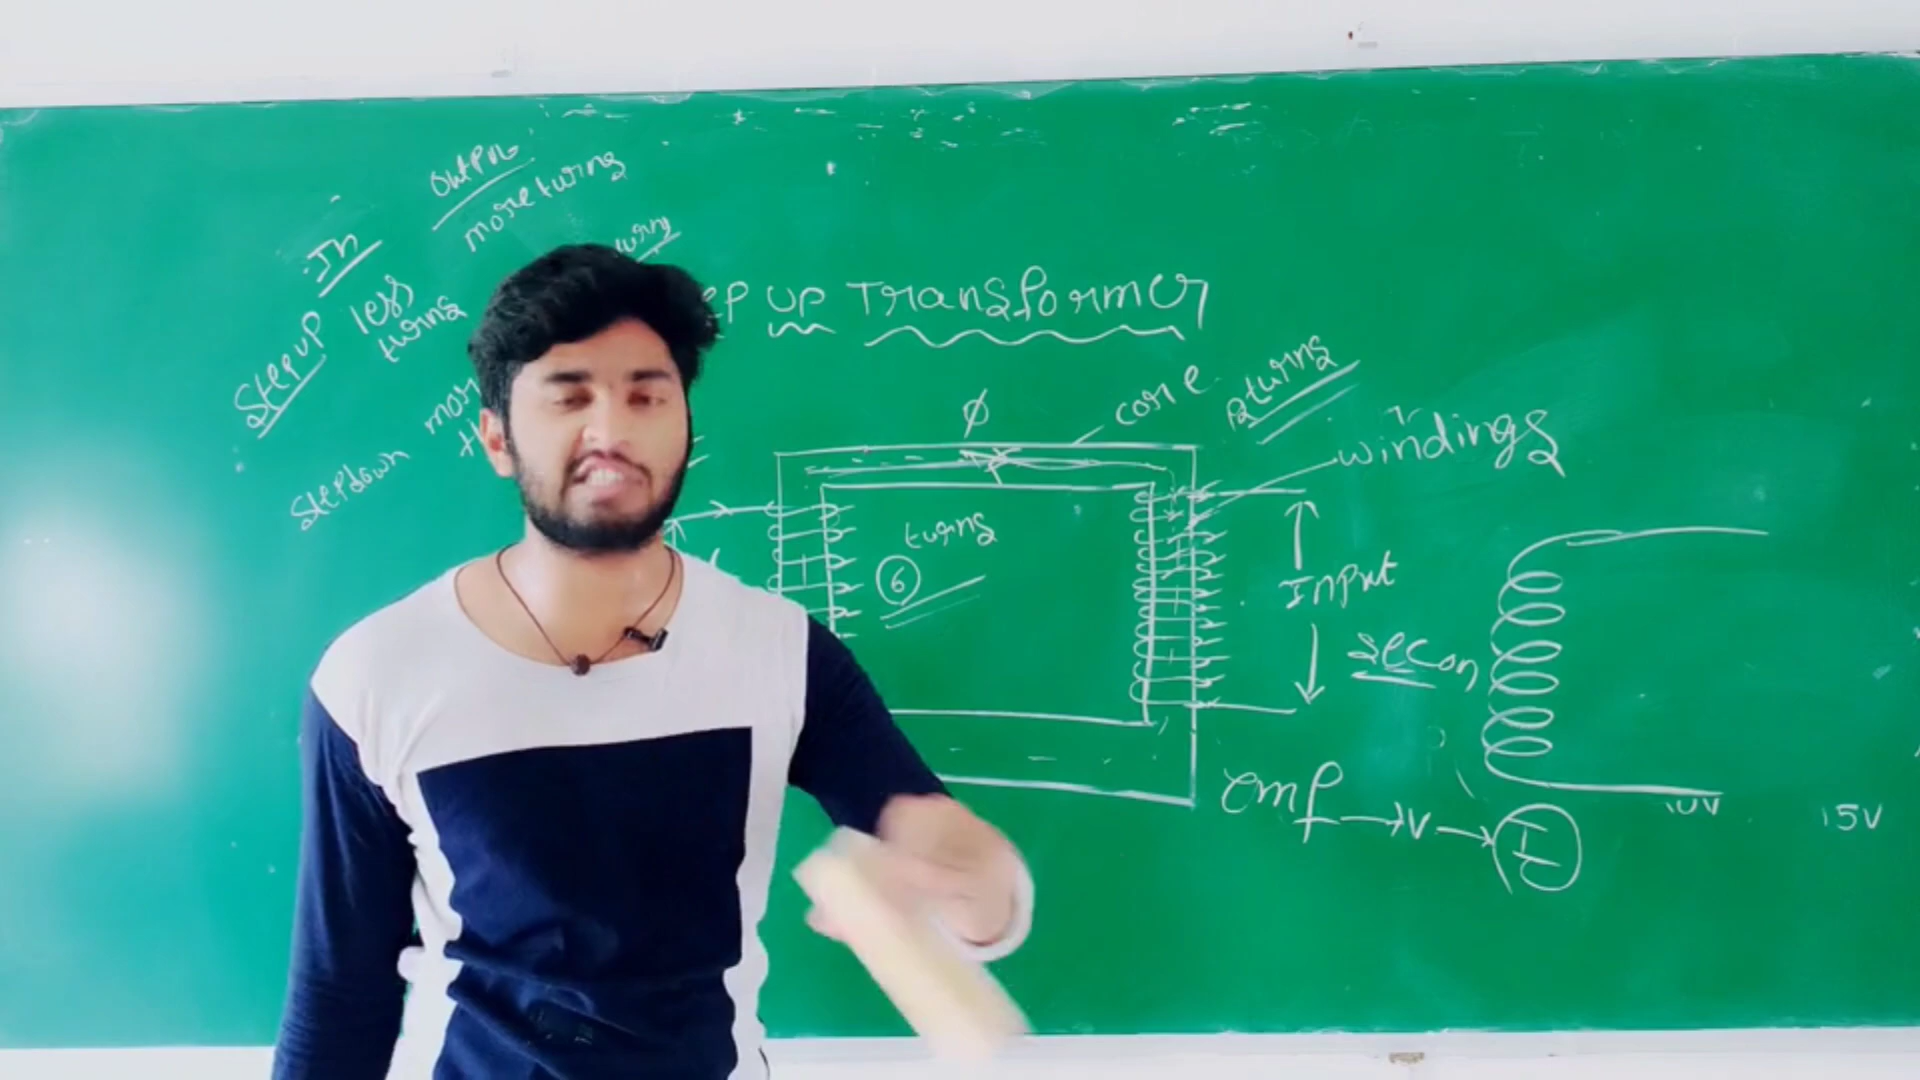 In
output
Step up less turns
more turns
stepdown
turns
EP UP Transformer
Ø
core
turns
windings
turns
6
Input
Secon
emf → V → I
10V
15V